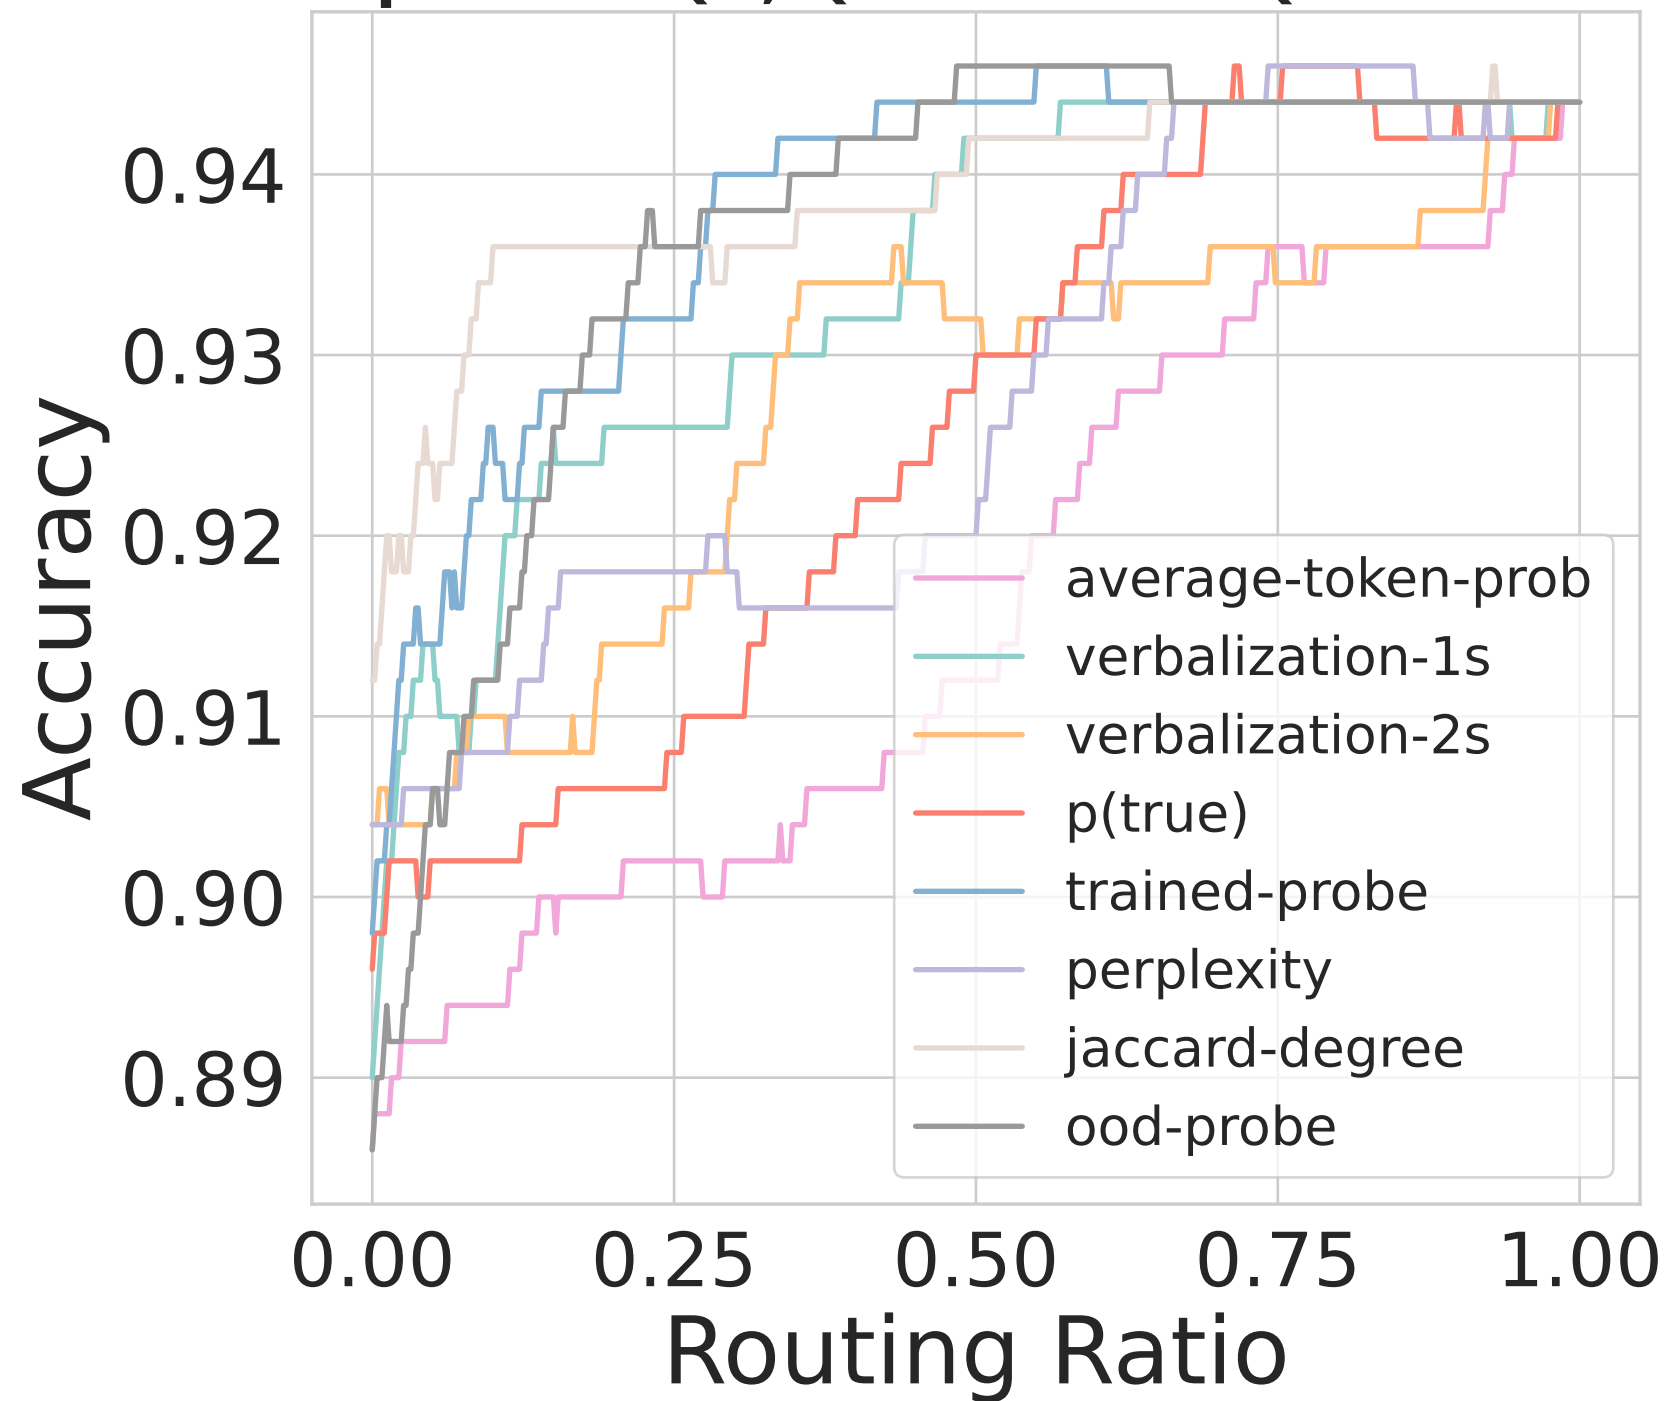 0.94
0.93
0.92
0.91
0.90
0.89
Accuracy
average-token-prob
verbalization-1s
verbalization-2s
p(true)
trained-probe
perplexity
jaccard-degree
ood-probe
0.00 0.25 0.50 0.75 1.00
Routing Ratio